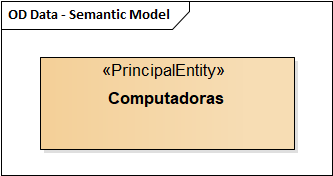 OD Data - Semantic Model
«PrincipalEntity»
Computadoras